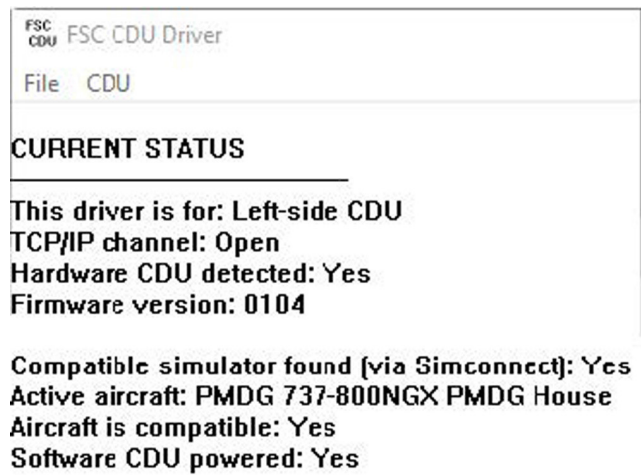 FSC
CDU FSC CDU Driver
File CDU
CURRENT STATUS
This driver is for: Left-side CDU
TCP/IP channel: Open
Hardware CDU detected: Yes
Firmware version: 0104
Compatible simulator found (via Simconnect): Yes
Active aircraft: PMDG 737-800NGX PMDG House
Aircraft is compatible: Yes
Software CDU powered: Yes